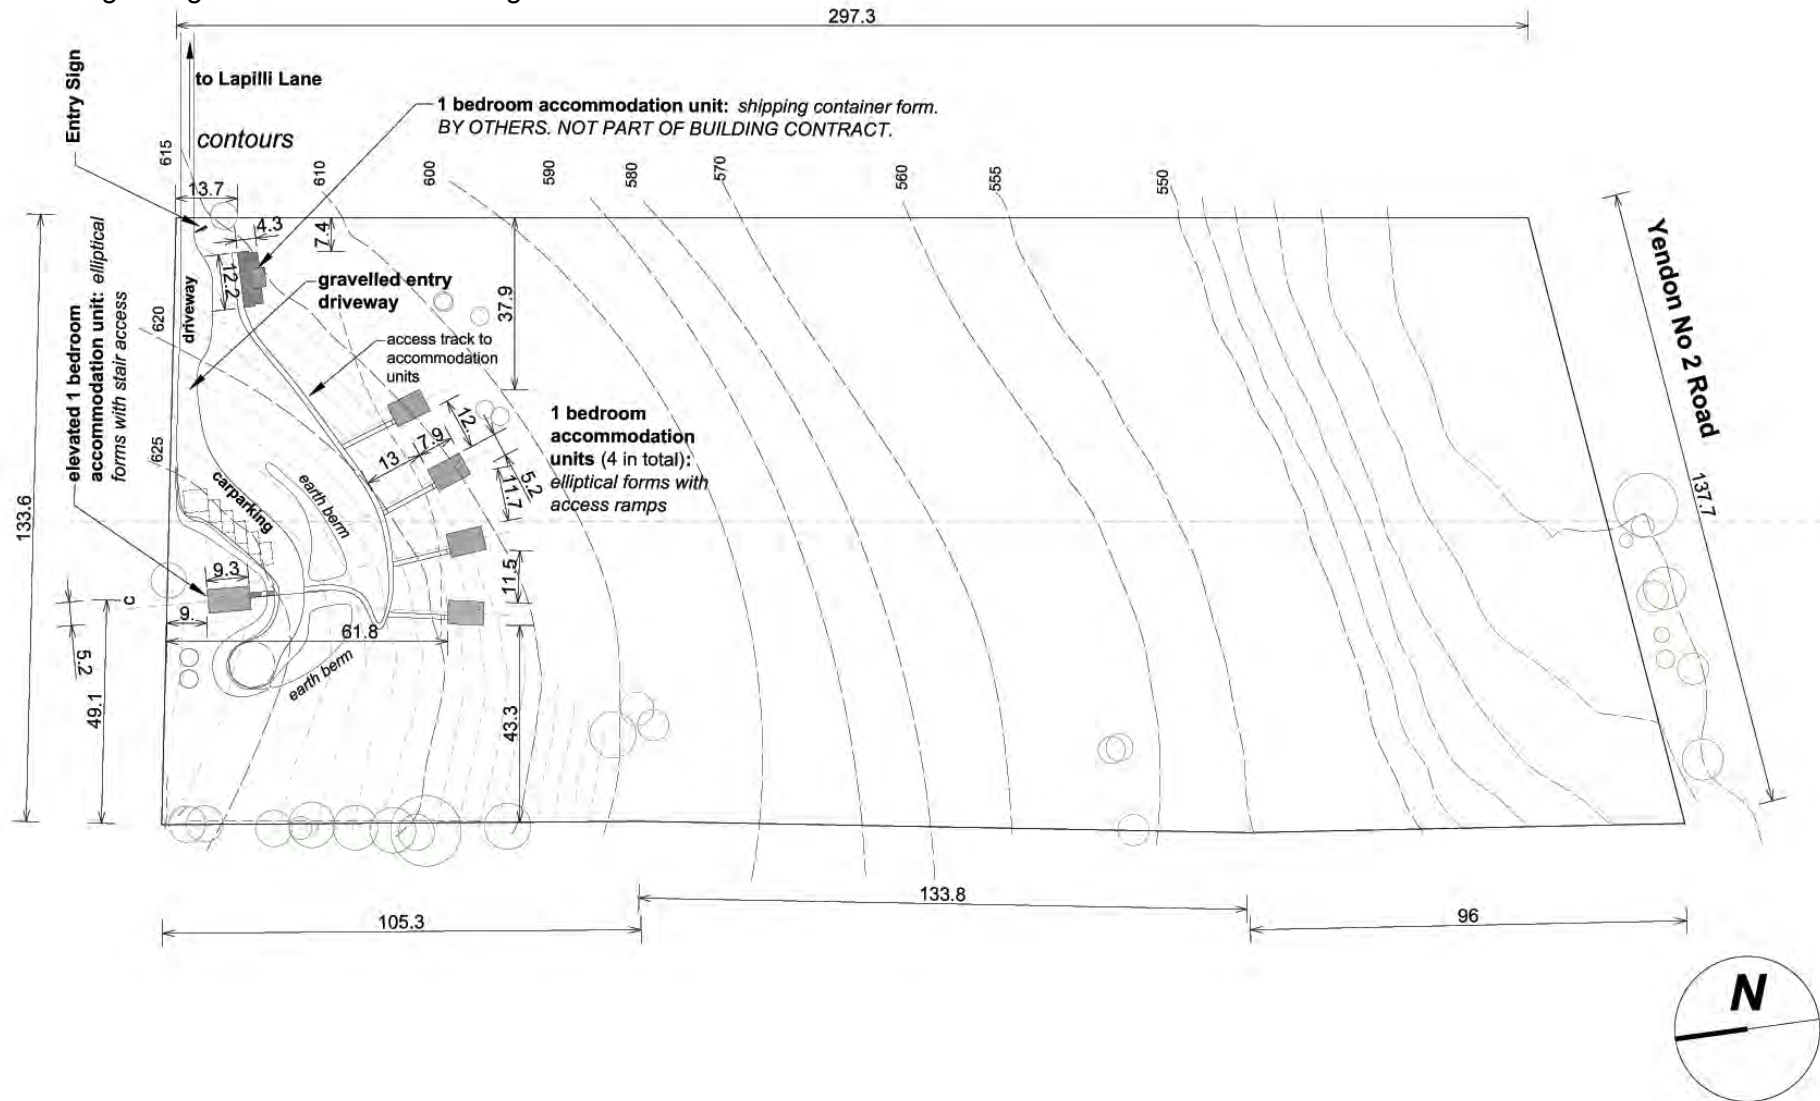 297.3
Entry Sign
to Lapilli Lane
1 bedroom accommodation unit: shipping container form.
BY OTHERS. NOT PART OF BUILDING CONTRACT.
contours
615
610
600
590
580
570
560
555
550
13.7
4.3
7.4
12.2
37.9
gravelled entry
driveway
driveway
620
625
access track to
accommodation
units
elevated 1 bedroom
accommodation unit: elliptical
forms with stair access
1 bedroom
accommodation
units (4 in total):
elliptical forms with
access ramps
12.
7.9
13
5.2
11.7
11.5
carparking
earth berm
133.6
9.3
c
9.
61.8
5.2
49.1
earth berm
43.3
Yendon No 2 Road
137.7
105.3
133.8
96
N